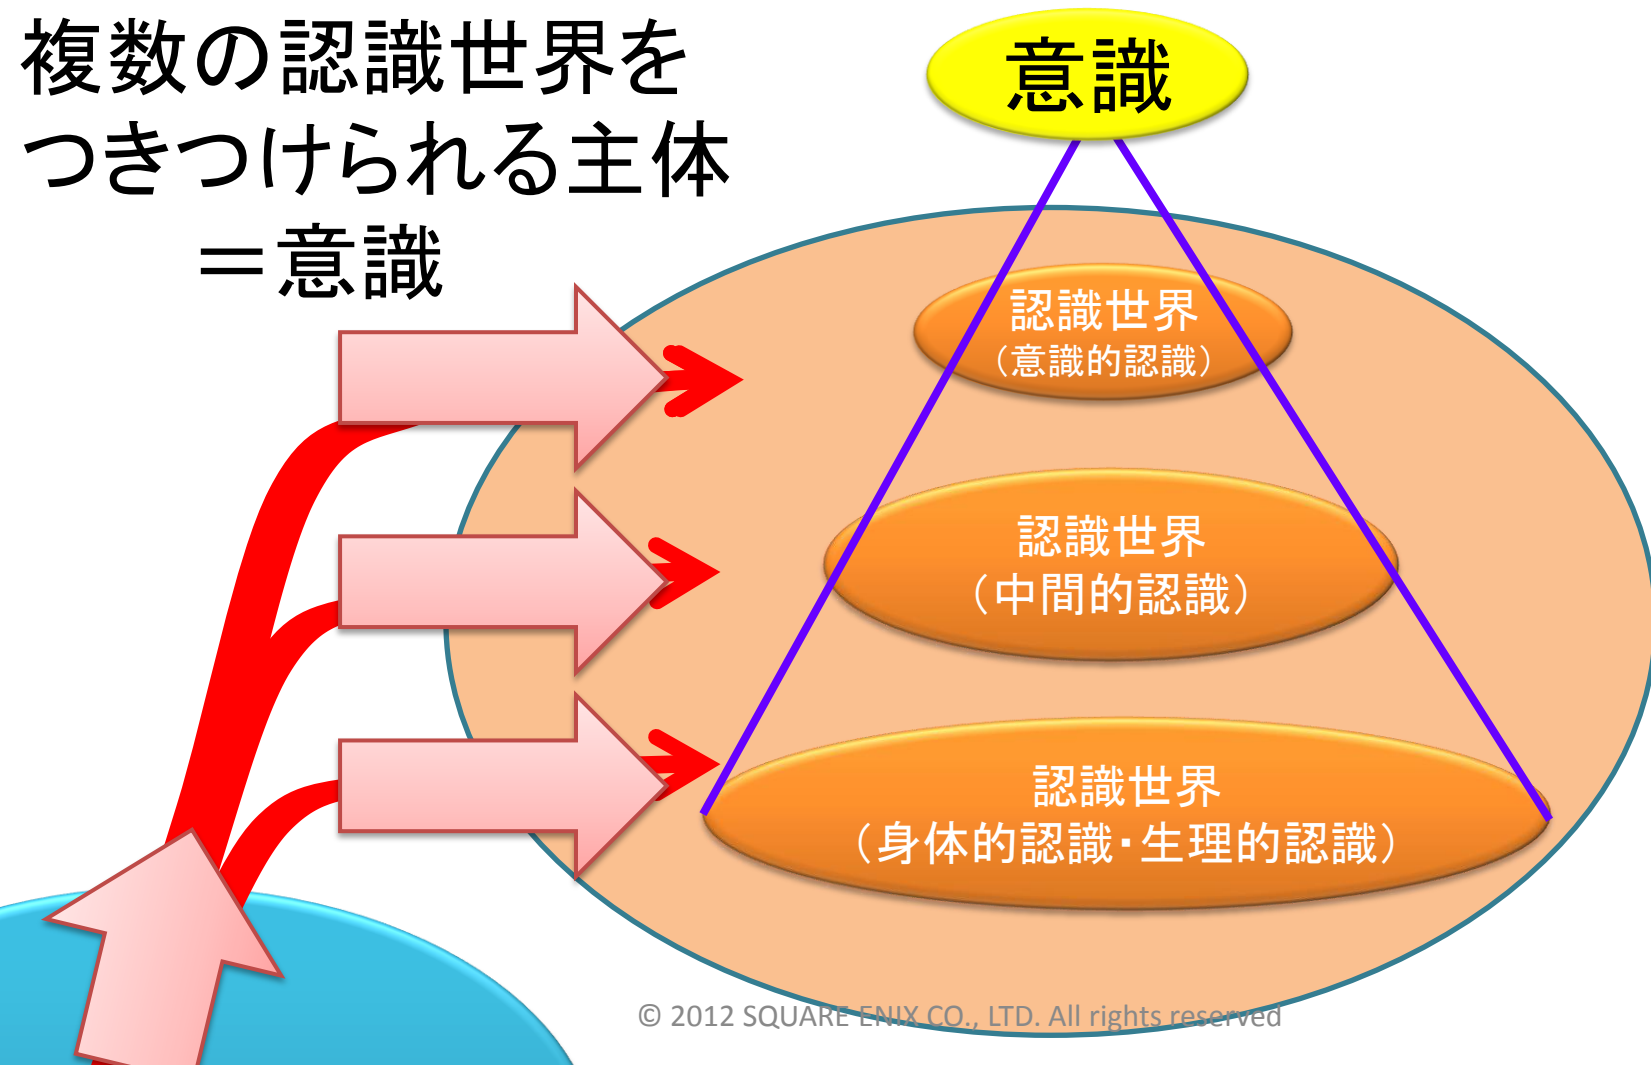 複数の認識世界を
つきつけられる主体
＝意識
意識
認識世界
（意識的認識）
認識世界
（中間的認識）
認識世界
（身体的認識・生理的認識）
© 2012 SQUARE ENIX CO., LTD. All rights reserved